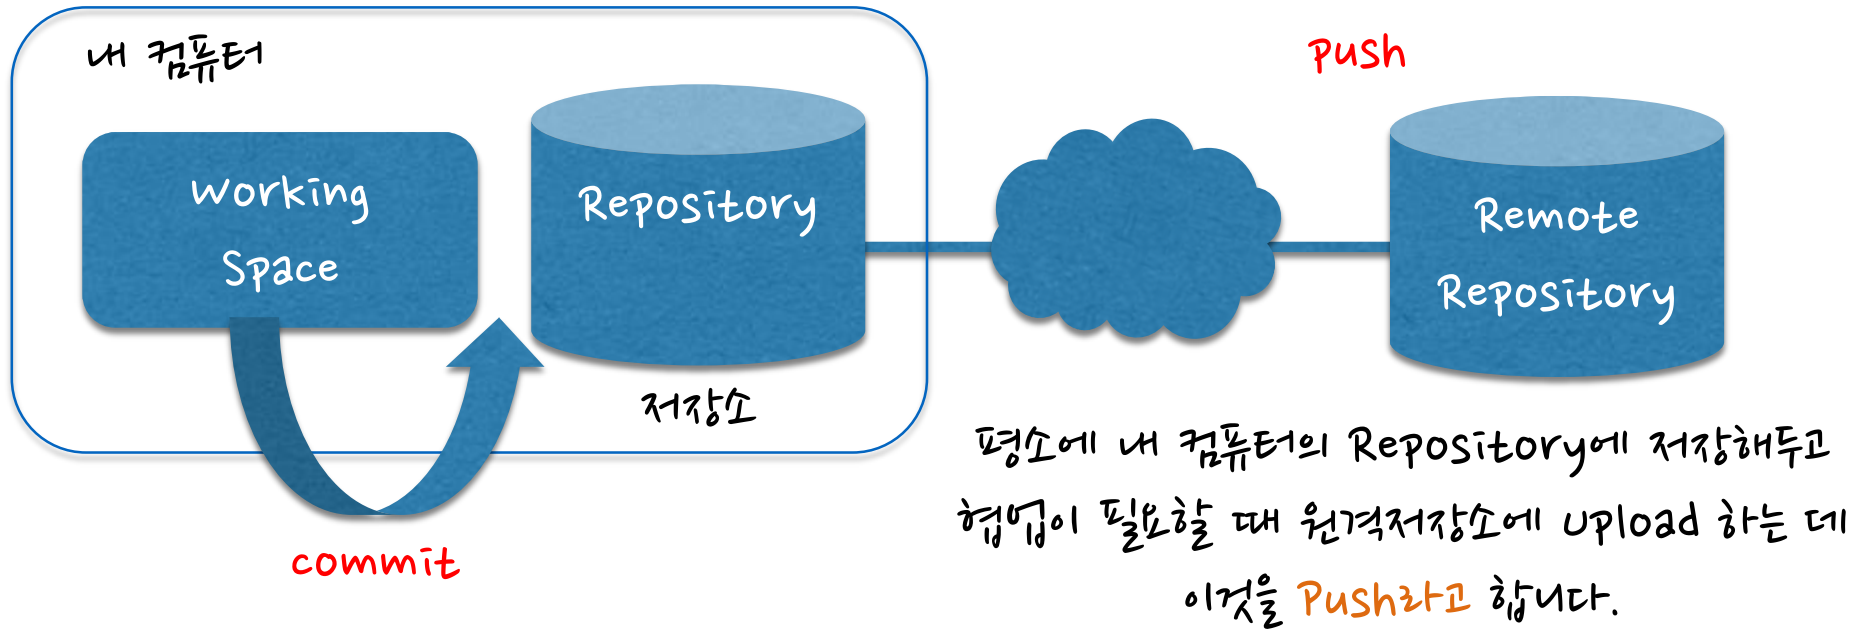 내 컴퓨터
working
Space
Repository
저장소
commit
push
Remote
Repository
평소에 내 컴퓨터의 Repository에 저장해두고
협업이 필요할 때 원격저장소에 upload 하는 데
이것을 Push라고 합니다.